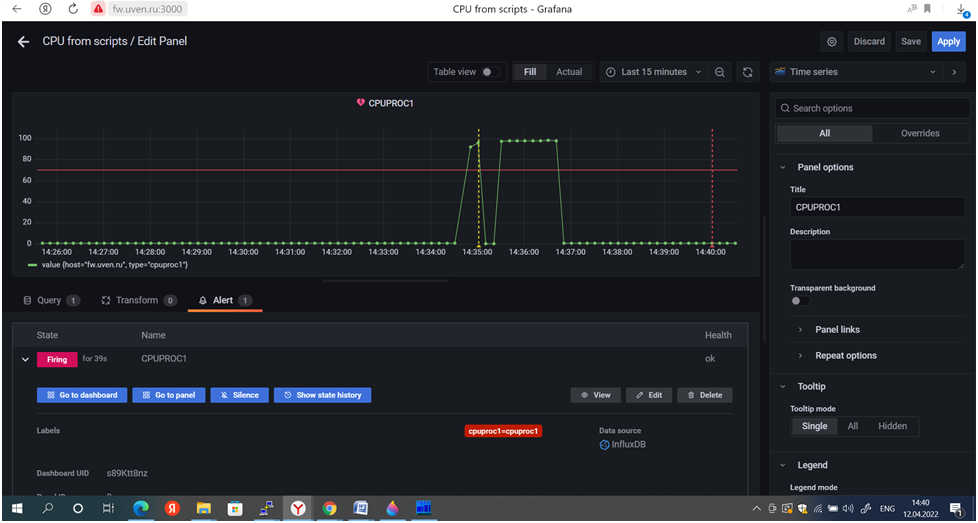 fw.uven.ru:3000
CPU from scripts - Grafana
CPU from scripts / Edit Panel
Discard
Save
Apply
Table view
Fill
Actual
Last 15 minutes
Time series
CPUPROC1
100
80
60
40
20
0
14:26:00 14:27:00 14:28:00 14:29:00 14:30:00 14:31:00 14:32:00 14:33:00 14:34:00 14:35:00 14:36:00 14:37:00 14:38:00 14:39:00 14:40:00
value {host="fw.uven.ru", type="cpuproc1"}
Search options
All
Overrides
Panel options
Title
CPUPROC1
Description
Transparent background
Panel links
Repeat options
Tooltip
Tooltip mode
Single
All
Hidden
Legend
Legend mode
Query 1
Transform 0
Alert 1
State
Name
Health
Firing
for 39s
CPUPROC1
ok
Go to dashboard
Go to panel
Silence
Show state history
View
Edit
Delete
Labels
cpuproc1=cpuproc1
Data source
InfluxDB
Dashboard UID
s89Ktt8nz
ENG
14:40
12.04.2022